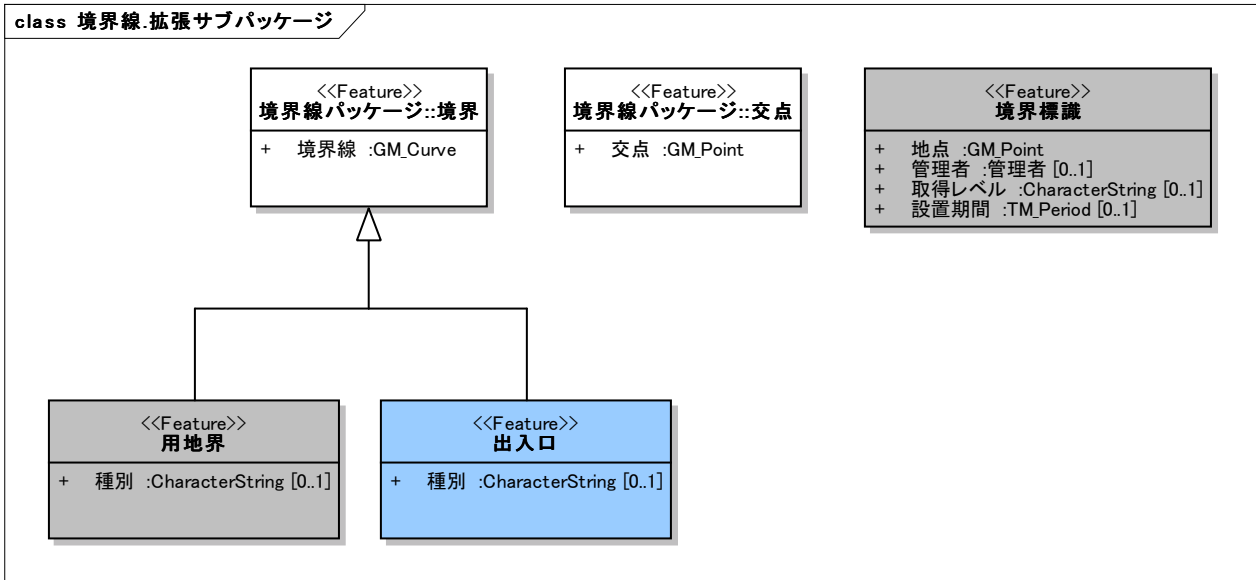 class 境界線.拡張サブパッケージ
<<Feature>>
境界線パッケージ::境界
+ 境界線 :GM_Curve
<<Feature>>
境界線パッケージ::交点
+ 交点 :GM_Point
<<Feature>>
境界標識
+ 地点 :GM_Point
+ 管理者 :管理者 [0..1]
+ 取得レベル :CharacterString [0..1]
+ 設置期間 :TM_Period [0..1]
<<Feature>>
用地界
+ 種別 :CharacterString [0..1]
<<Feature>>
出入口
+ 種別 :CharacterString [0..1]